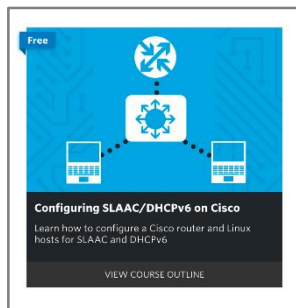 Free
Configuring SLAAC/DHCPv6 on Cisco
Learn how to configure a Cisco router and Linux
hosts for SLAAC and DHCPv6
VIEW COURSE OUTLINE